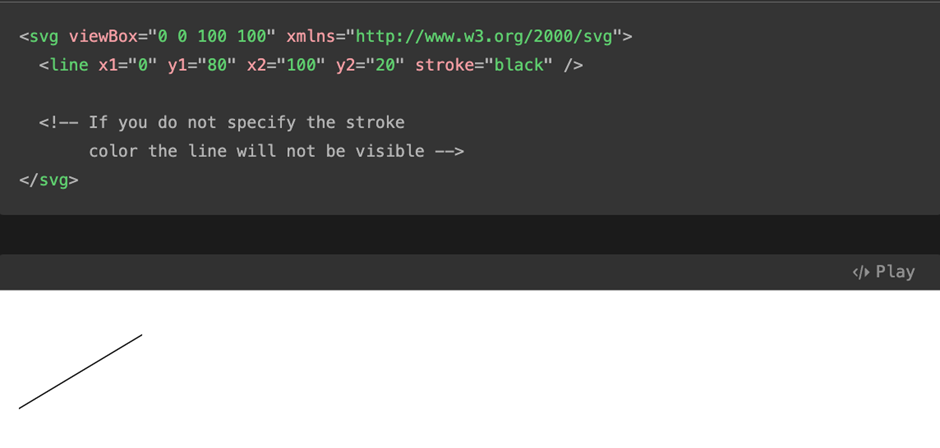 <svg viewBox="0 0 100 100" xmlns="http://www.w3.org/2000/svg">
  <line x1="0" y1="80" x2="100" y2="20" stroke="black" />
  <!-- If you do not specify the stroke
       color the line will not be visible -->
</svg>
</> Play